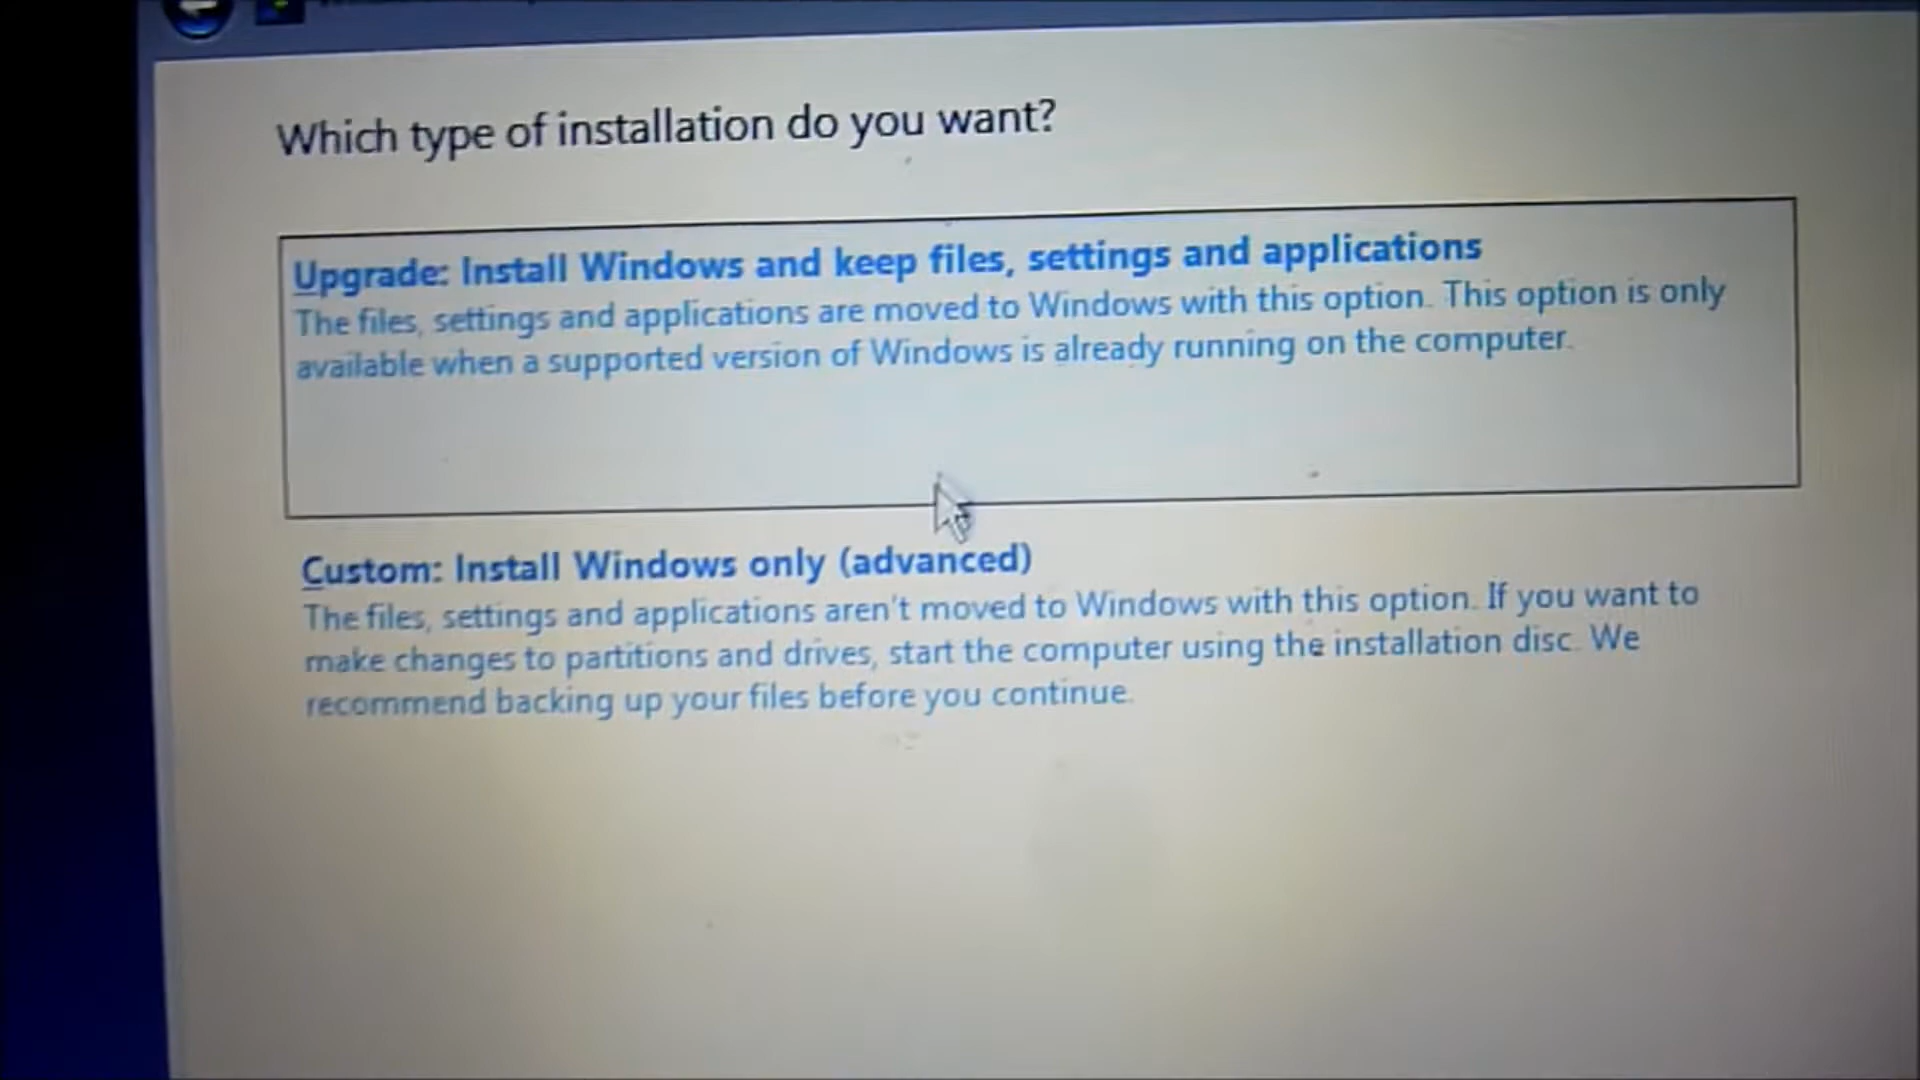 Which type of installation do you want?
Upgrade: Install Windows and keep files, settings and applications
The files, settings and applications are moved to Windows with this option. This option is only
available when a supported version of Windows is already running on the computer.
Custom: Install Windows only (advanced)
The files, settings and applications aren't moved to Windows with this option. If you want to
make changes to partitions and drives, start the computer using the installation disc. We
recommend backing up your files before you continue.